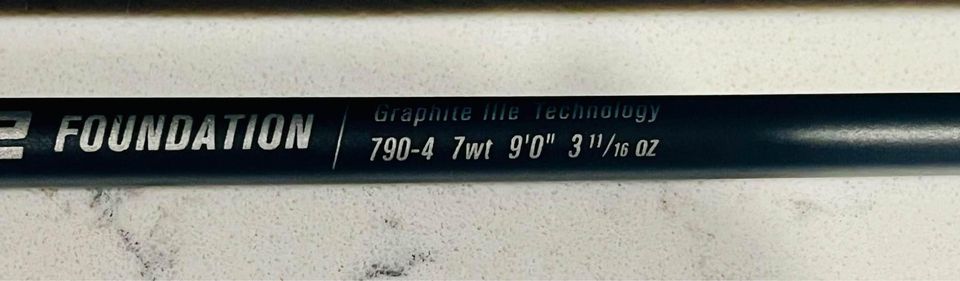 FOUNDATION
Graphite IIIe Technology
790-4 7wt 9'0" 3 11/16 oz